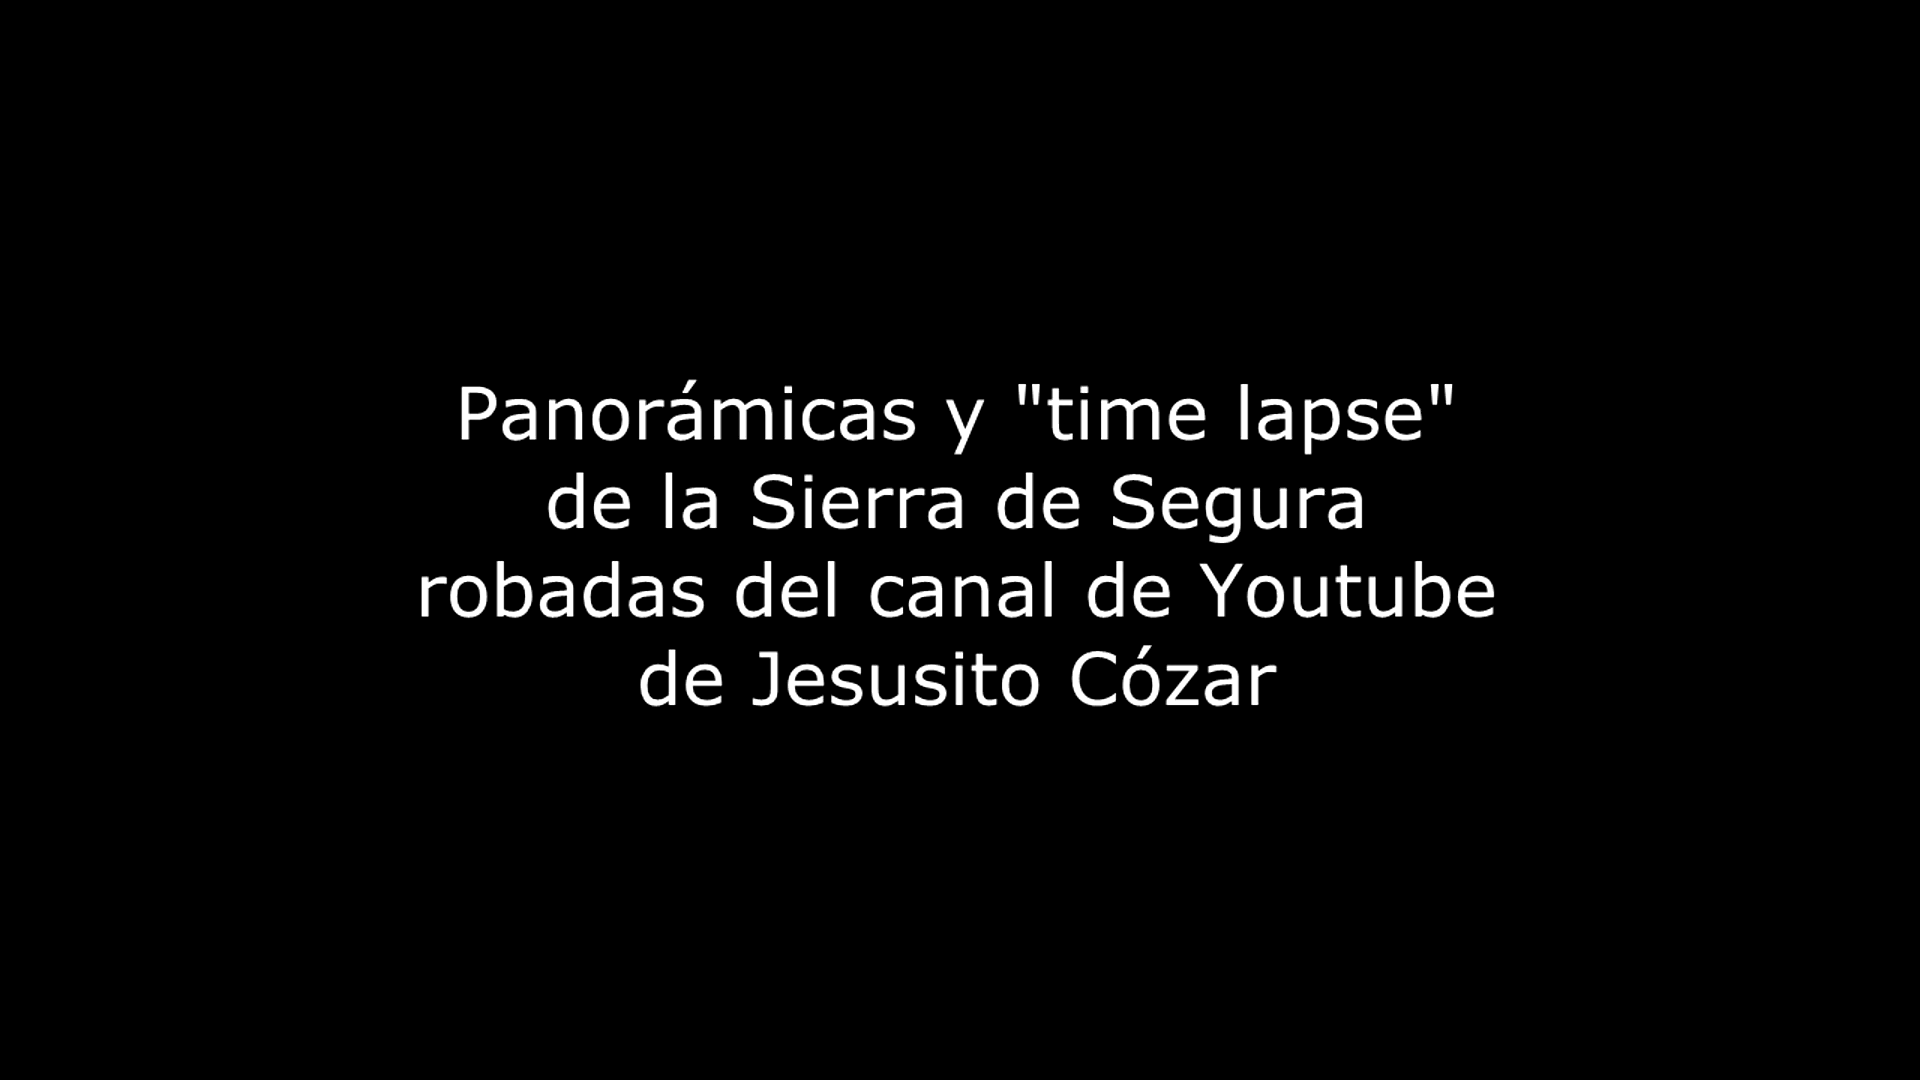 Panorámicas y "time lapse"
de la Sierra de Segura
robadas del canal de Youtube
de Jesusito Cózar